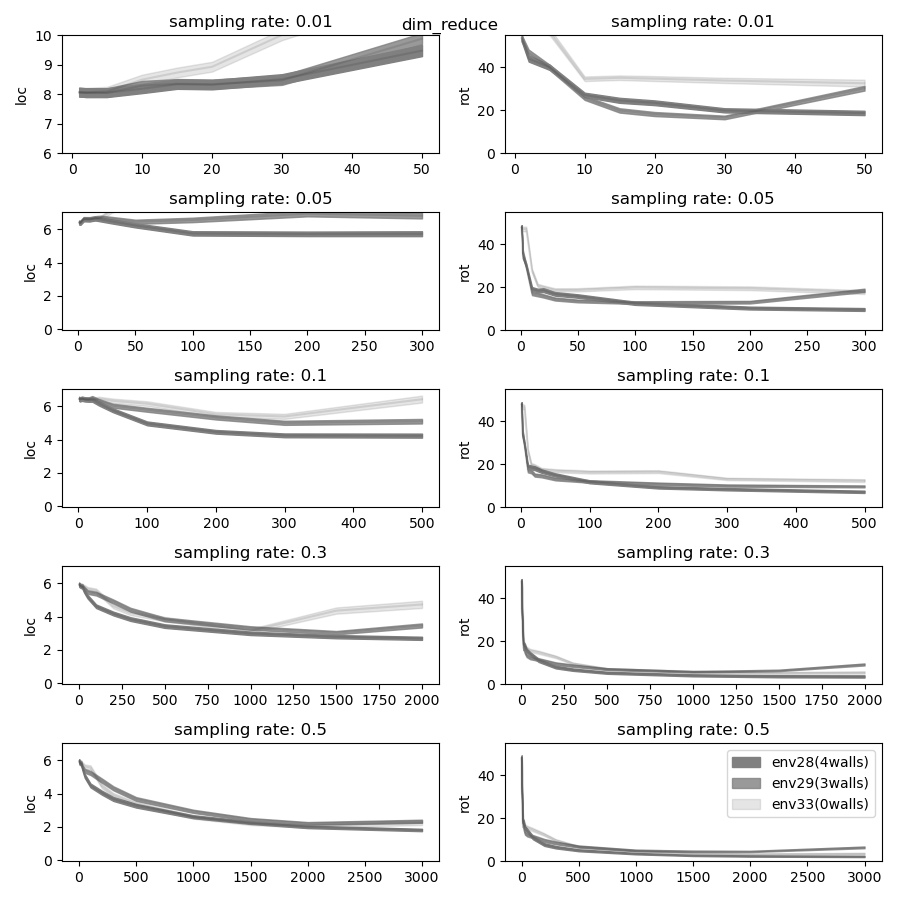 dim_reduce
sampling rate: 0.01
loc
10
9
8
7
6
0 10 20 30 40 50
sampling rate: 0.01
rot
40
20
0
0 10 20 30 40 50
sampling rate: 0.05
loc
6
4
2
0
0 50 100 150 200 250 300
sampling rate: 0.05
rot
40
20
0
0 50 100 150 200 250 300
sampling rate: 0.1
loc
6
4
2
0
0 100 200 300 400 500
sampling rate: 0.1
rot
40
20
0
0 100 200 300 400 500
sampling rate: 0.3
loc
6
4
2
0
0 250 500 750 1000 1250 1500 1750 2000
sampling rate: 0.3
rot
40
20
0
0 250 500 750 1000 1250 1500 1750 2000
sampling rate: 0.5
loc
6
4
2
0
0 500 1000 1500 2000 2500 3000
sampling rate: 0.5
rot
40
20
0
0 500 1000 1500 2000 2500 3000
env28(4walls)
env29(3walls)
env33(0walls)